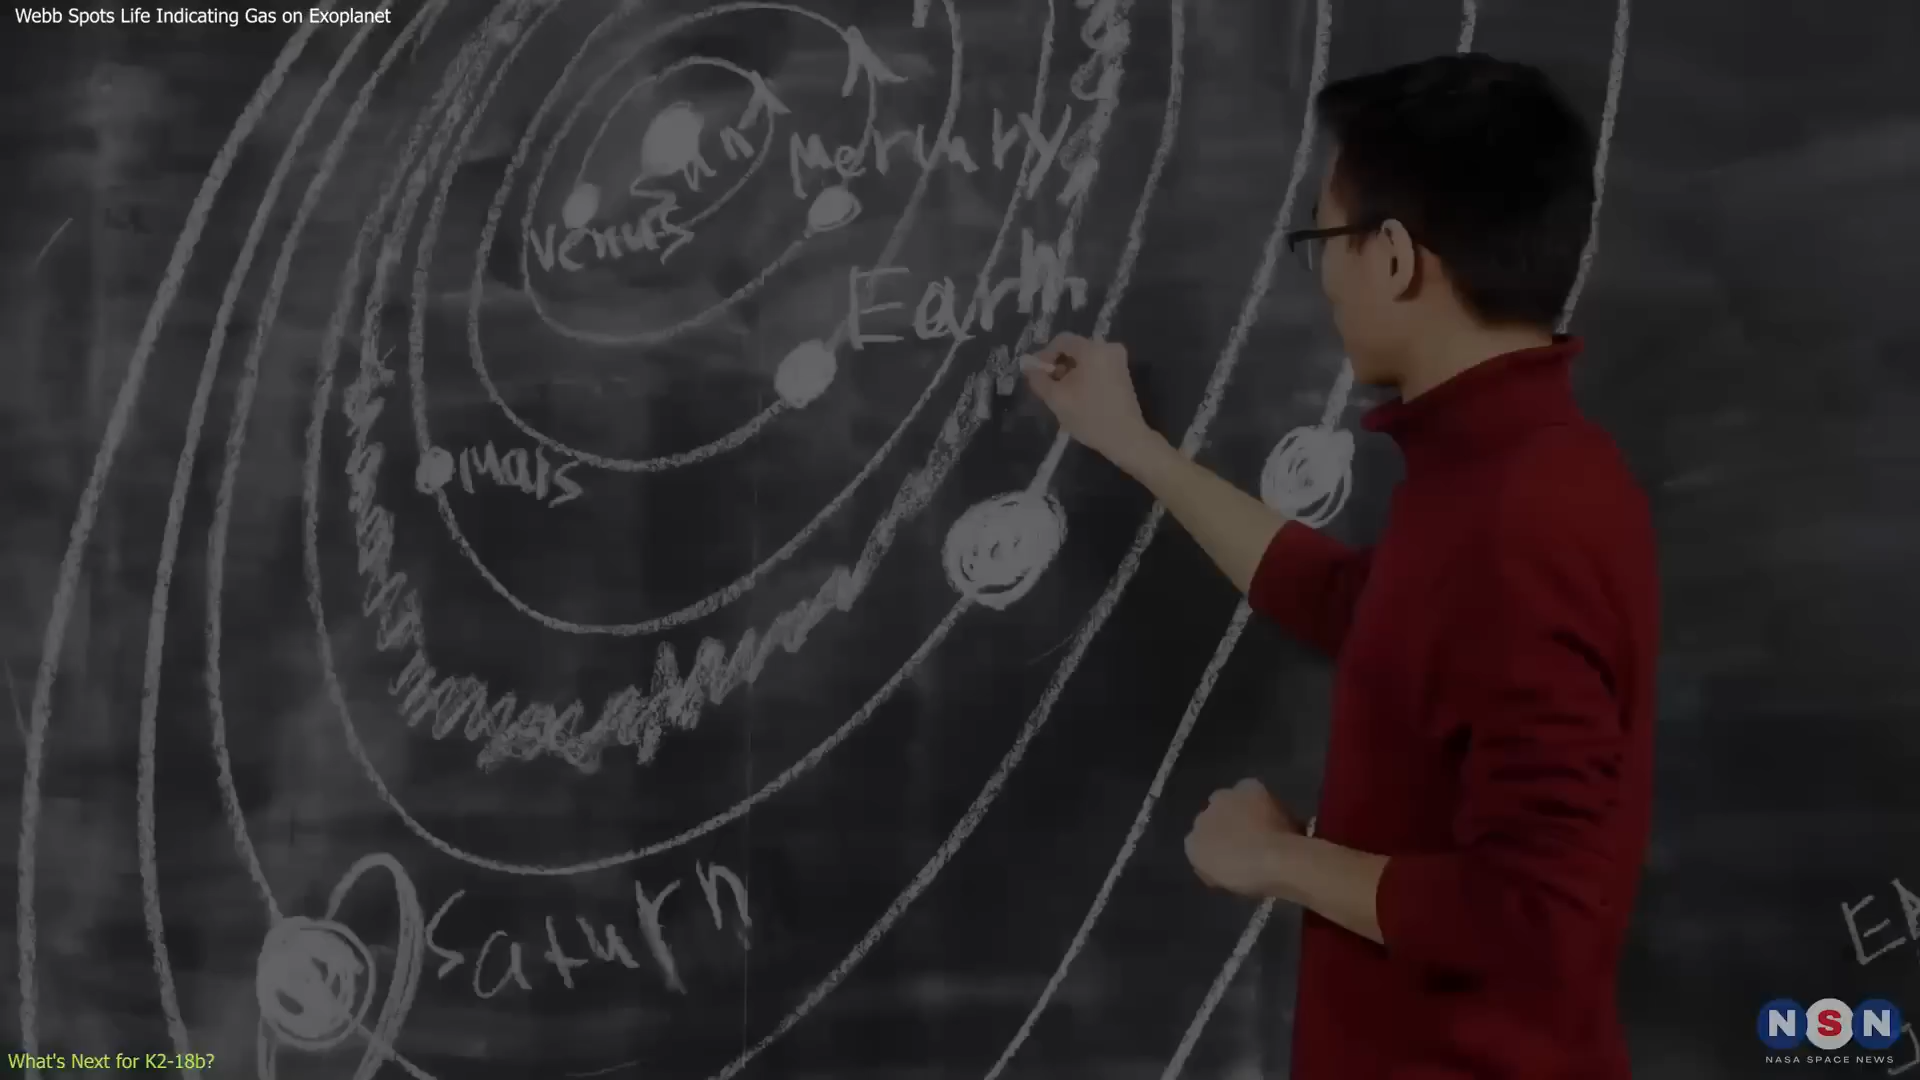 Webb Spots Life Indicating Gas on Exoplanet
Sun
Merury
Venus
Earth
Mars
Saturn
What's Next for K2-18b?
NSN
NASA SPACE NEWS